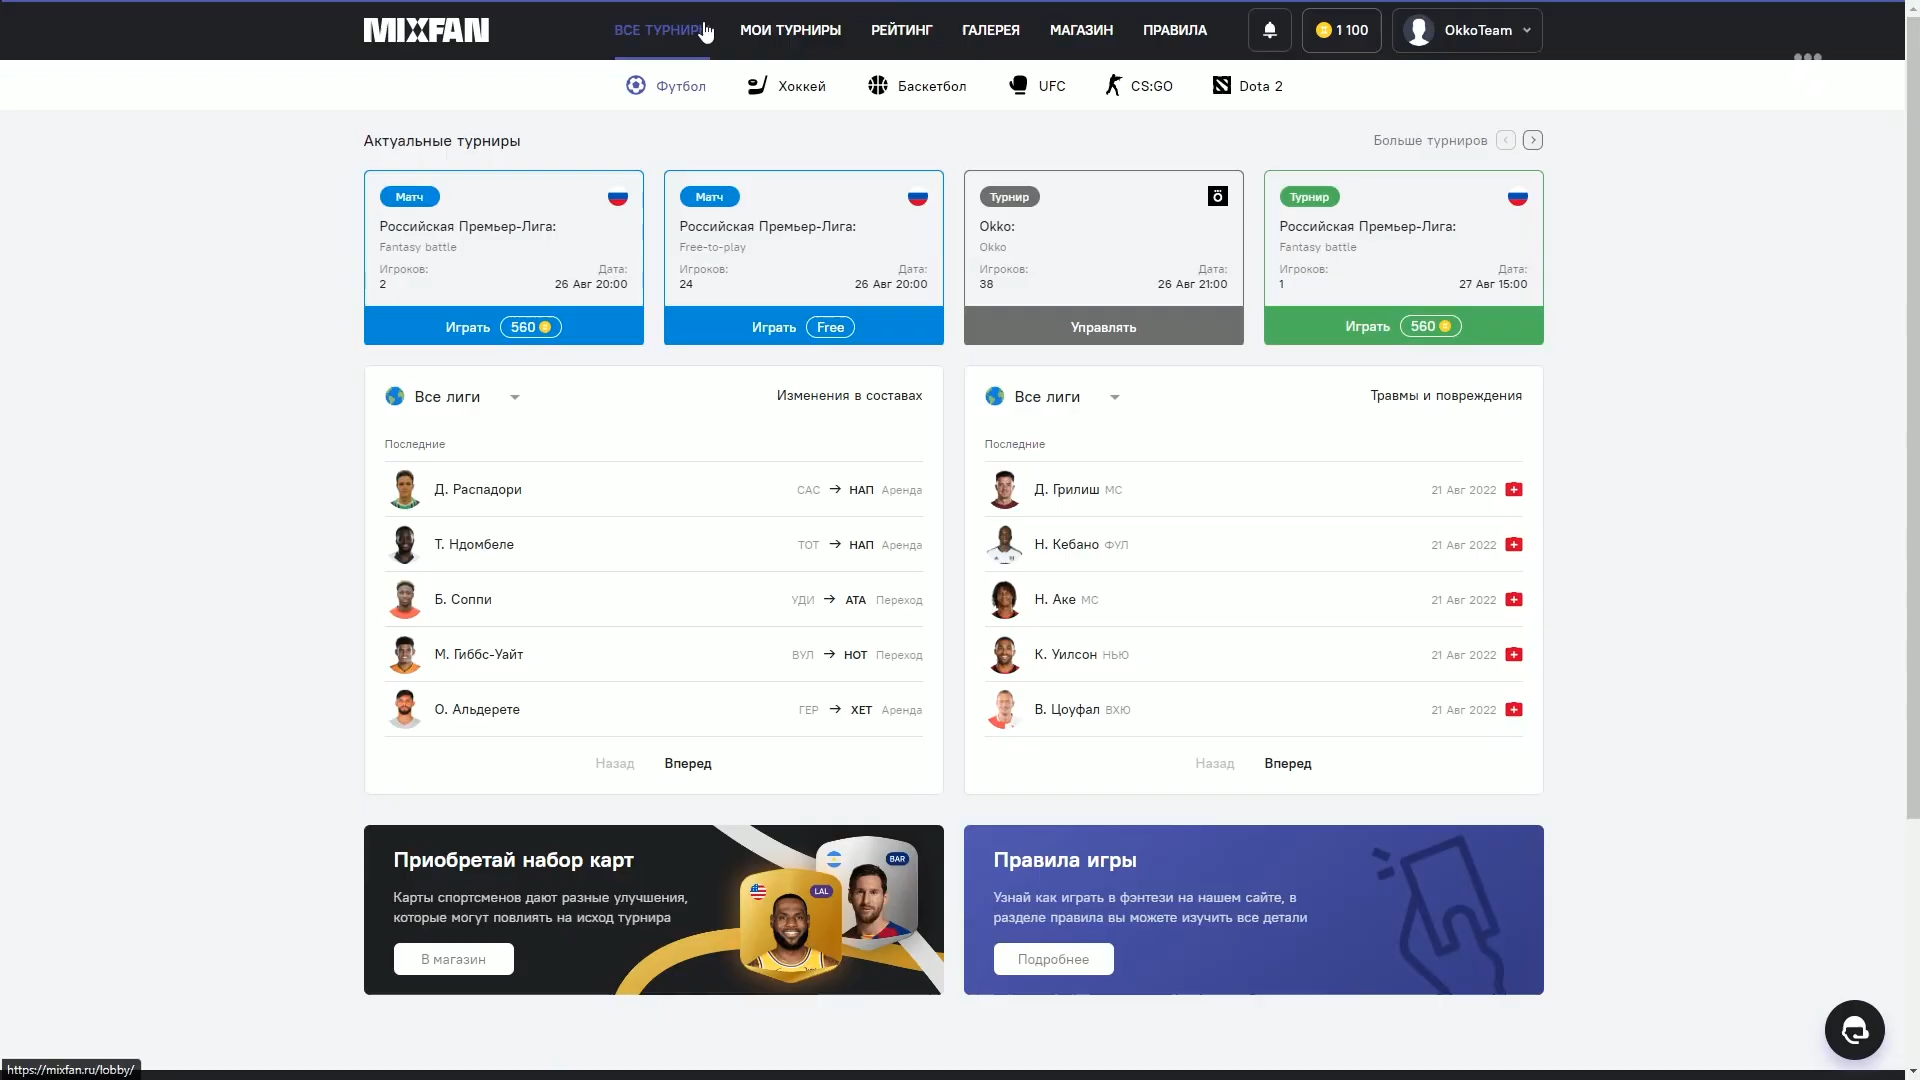 MIXFAN
ВСЕ ТУРНИРЫ
МОИ ТУРНИРЫ
РЕЙТИНГ
ГАЛЕРЕЯ
МАГАЗИН
ПРАВИЛА
1 100
OkkoTeam
Футбол
Хоккей
Баскетбол
UFC
CS:GO
Dota 2
Актуальные турниры
Больше турниров
Матч
Российская Премьер-Лига:
Fantasy battle
Игроков: Дата:
2 26 Авг 20:00
Играть 560
Матч
Российская Премьер-Лига:
Free-to-play
Игроков: Дата:
24 26 Авг 20:00
Играть Free
Турнир
Okko:
Okko
Игроков: Дата:
38 26 Авг 21:00
Управлять
Турнир
Российская Премьер-Лига:
Fantasy battle
Игроков: Дата:
1 27 Авг 15:00
Играть 560
Все лиги Изменения в составах
Последние
Д. Распадори САС → НАП Аренда
Т. Ндомбеле ТОТ → НАП Аренда
Б. Соппи УДИ → АТА Переход
М. Гиббс-Уайт ВУЛ → НОТ Переход
О. Альдерете ГЕР → ХЕТ Аренда
Назад Вперед
Все лиги Травмы и повреждения
Последние
Д. Грилиш МС 21 Авг 2022
Н. Кебано ФУЛ 21 Авг 2022
Н. Аке МС 21 Авг 2022
К. Уилсон НЬЮ 21 Авг 2022
В. Цоуфал ВХЮ 21 Авг 2022
Назад Вперед
Приобретай набор карт
Карты спортсменов дают разные улучшения,
которые могут повлиять на исход турнира
В магазин
LAL
BAR
Правила игры
Узнай как играть в фэнтези на нашем сайте, в
разделе правила вы можете изучить все детали
Подробнее
https://mixfan.ru/lobby/